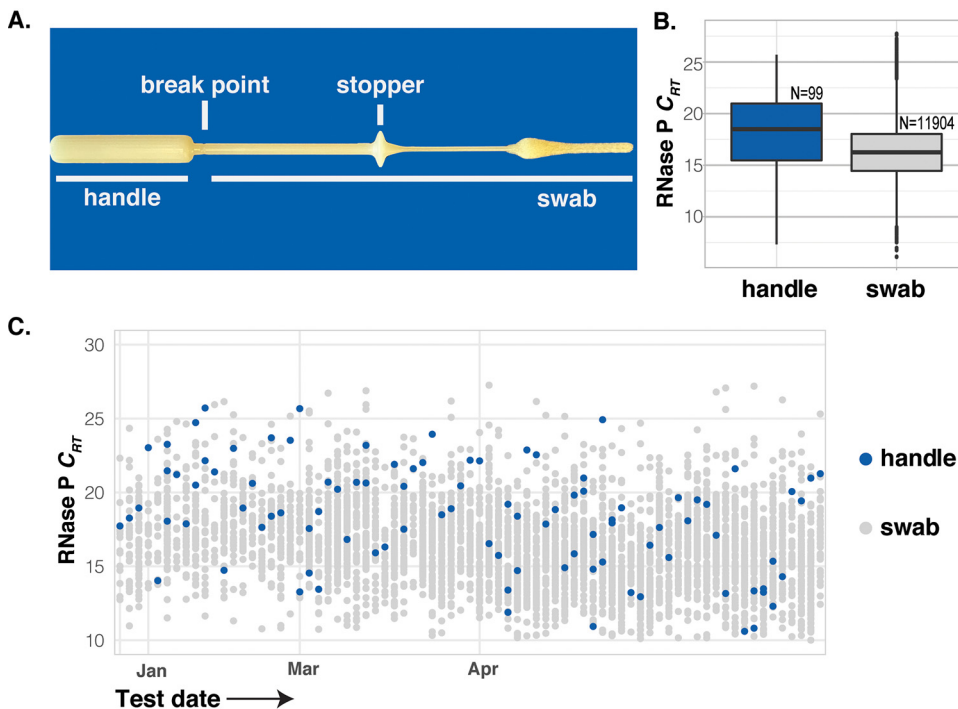 A.
break point
stopper
handle
swab
B.
RNase P CRT
25
20
15
10
N=99
N=11904
handle
swab
C.
RNase P CRT
30
25
20
15
10
Jan
Mar
Apr
Test date
handle
swab